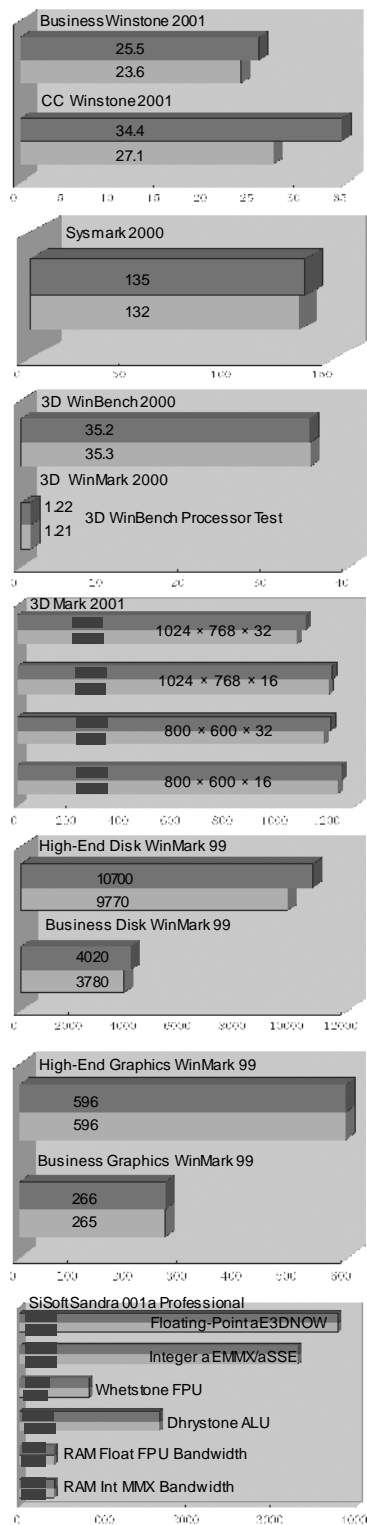 Business Winstone 2001
25.5
23.6
CC Winstone 2001
34.4
27.1
0 5 10 15 20 25 30 35
Sysmark 2000
135
132
0 50 100 150
3D WinBench 2000
35.2
35.3
3D WinMark 2000
1.22
1.21
3D WinBench Processor Test
0 10 20 30 40
3D Mark 2001
1024 × 768 × 32
1024 × 768 × 16
800 × 600 × 32
800 × 600 × 16
0 200 400 600 800 1000 1200
High-End Disk WinMark 99
10700
9770
Business Disk WinMark 99
4020
3780
0 2000 4000 6000 8000 10000 12000
High-End Graphics WinMark 99
596
596
Business Graphics WinMark 99
266
265
0 100 200 300 400 500 600
SiSoftSandra 001a Professional
Floating-Point aE3DNOW
Integer aEMMX/aSSE
Whetstone FPU
Dhrystone ALU
RAM Float FPU Bandwidth
RAM Int MMX Bandwidth
0 1000 2000 3000 4000